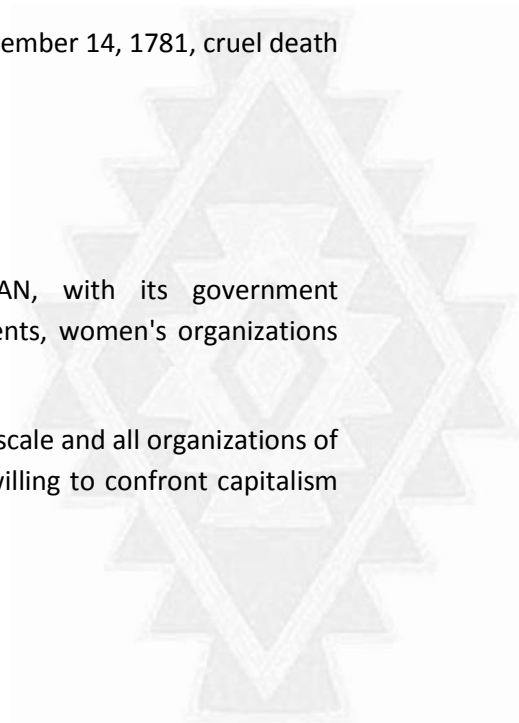 ember 14, 1781, cruel death
AN, with its government
ents, women's organizations
scale and all organizations of
villing to confront capitalism